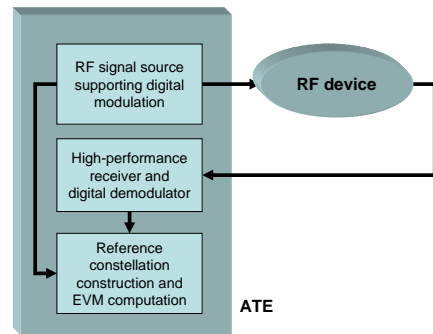 RF signal source
supporting digital
modulation
RF device
High-performance
receiver and
digital demodulator
Reference
constellation
construction and
EVM computation
ATE